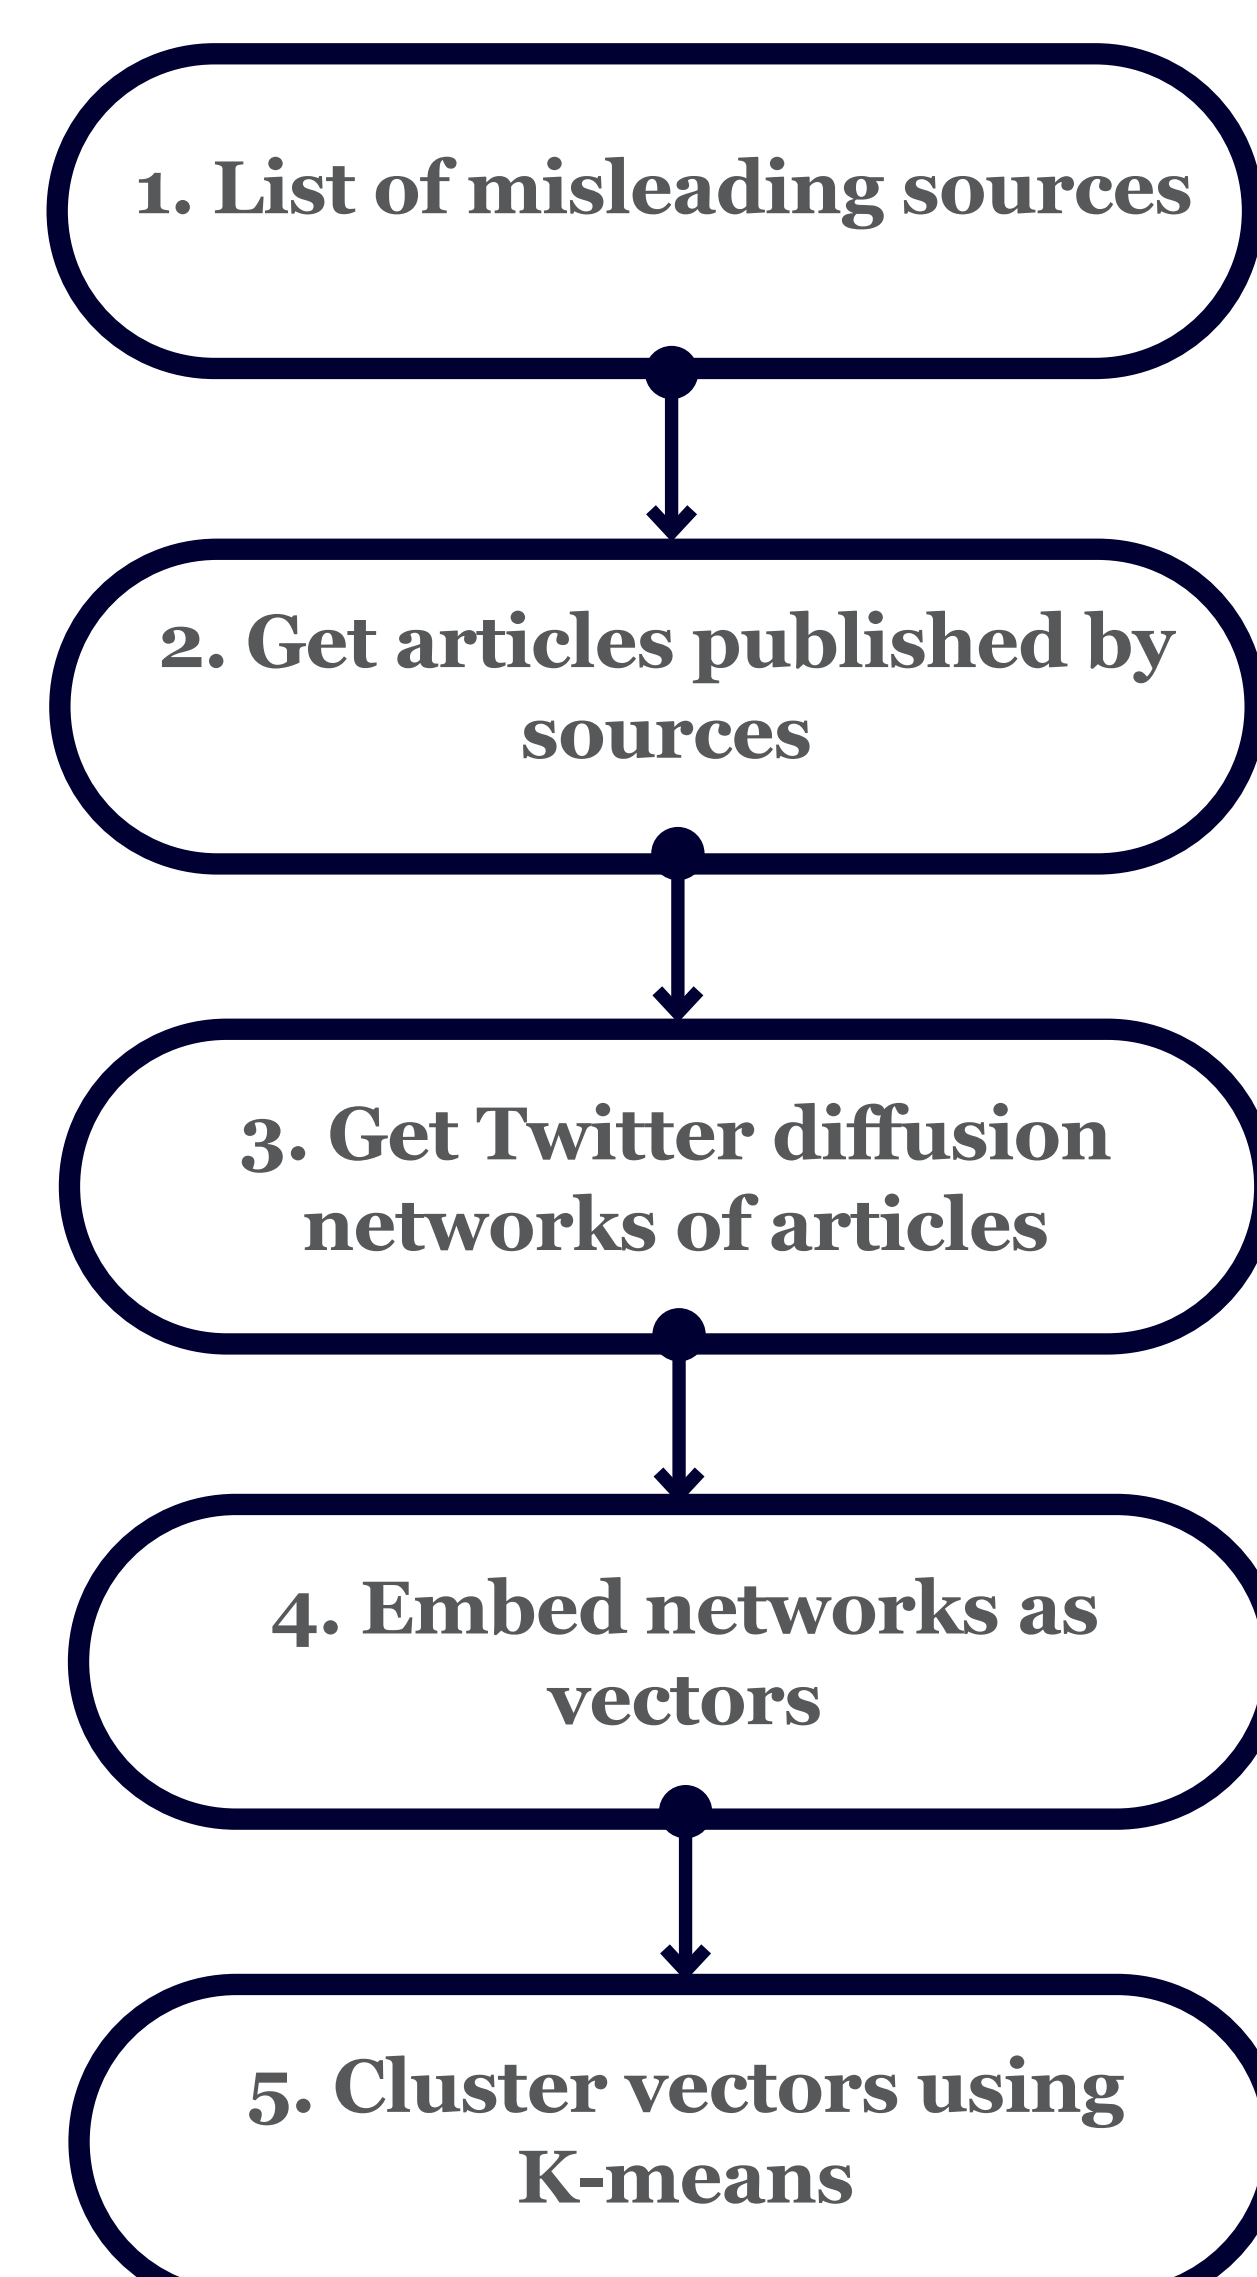 1. List of misleading sources
2. Get articles published by
sources
3. Get Twitter diffusion
networks of articles
4. Embed networks as
vectors
5. Cluster vectors using
K-means